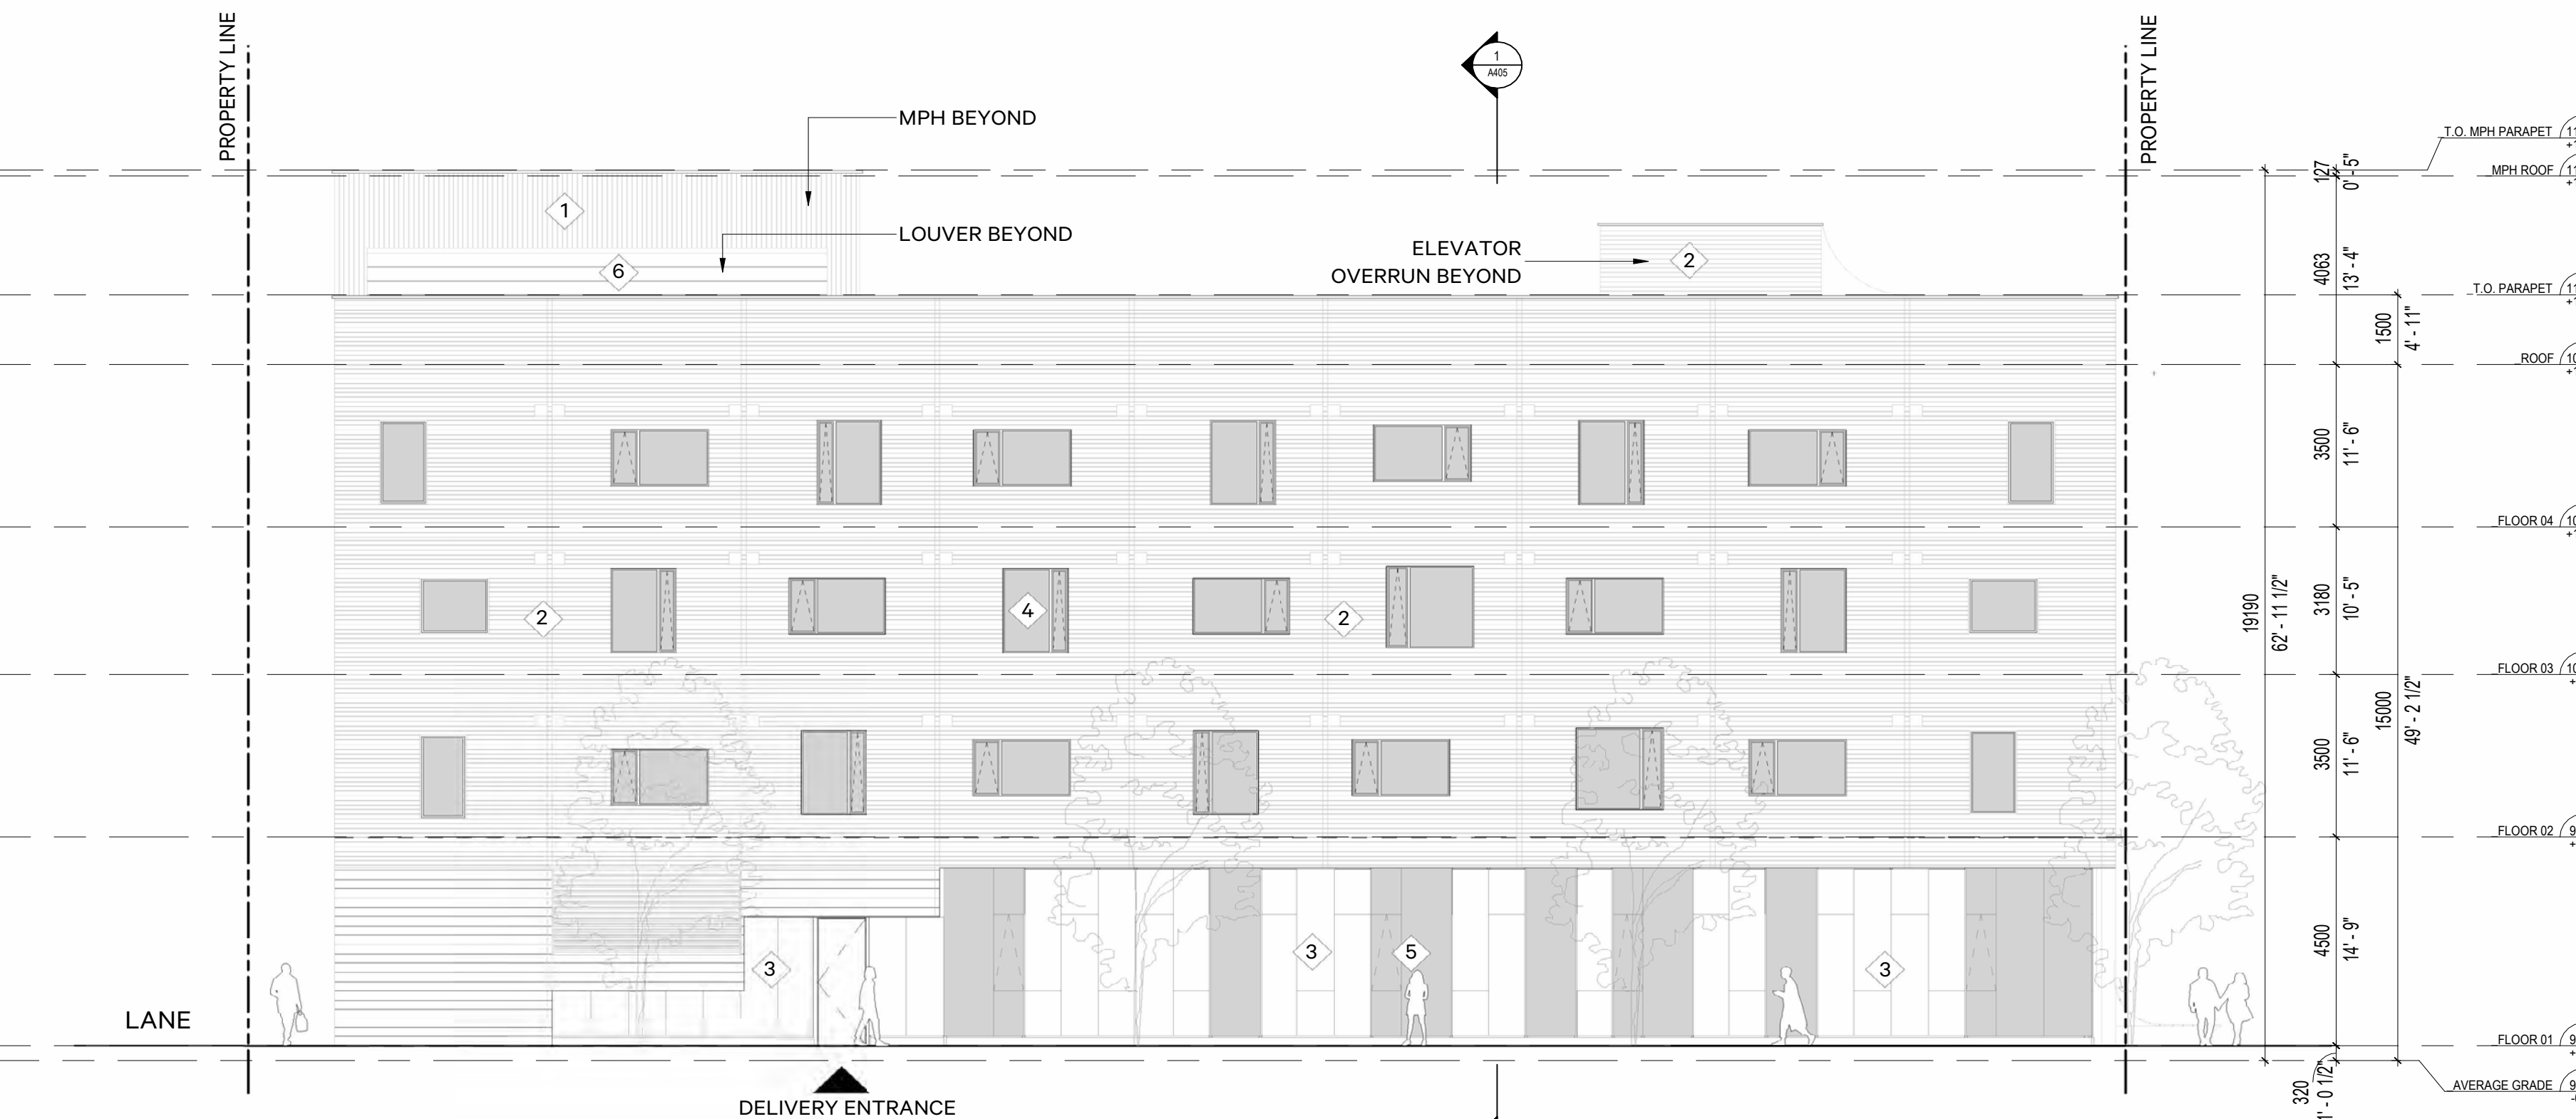 PROPERTY LINE
PROPERTY LINE
1
A405
MPH BEYOND
LOUVER BEYOND
ELEVATOR
OVERRUN BEYOND
1
6
2
2
4
2
3
3
5
3
LANE
DELIVERY ENTRANCE
T.O. MPH PARAPET
MPH ROOF
T.O. PARAPET
ROOF
FLOOR 04
FLOOR 03
FLOOR 02
FLOOR 01
AVERAGE GRADE
127
0' - 5"
4063
13' - 4"
1500
4' - 11"
3500
11' - 6"
3180
10' - 5"
19190
62' - 11 1/2"
15000
49' - 2 1/2"
3500
11' - 6"
4500
14' - 9"
320
1' - 0 1/2"